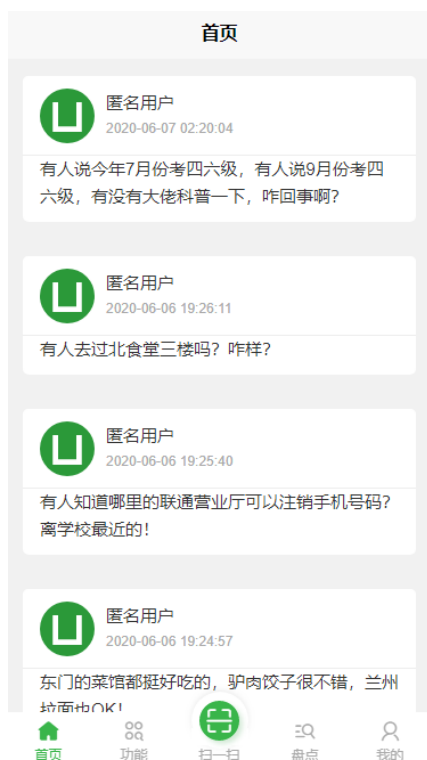 首页
匿名用户
2020-06-07 02:20:04
有人说今年7月份考四六级，有人说9月份考四
六级，有没有大佬科普一下，咋回事啊？
匿名用户
2020-06-06 19:26:11
有人去过北食堂三楼吗？咋样？
匿名用户
2020-06-06 19:25:40
有人知道哪里的联通营业厅可以注销手机号码？
离学校最近的！
匿名用户
2020-06-06 19:24:57
东门的菜馆都挺好吃的，驴肉饺子很不错，兰州
拉面也OK！
首页
功能
扫一扫
盘点
我的